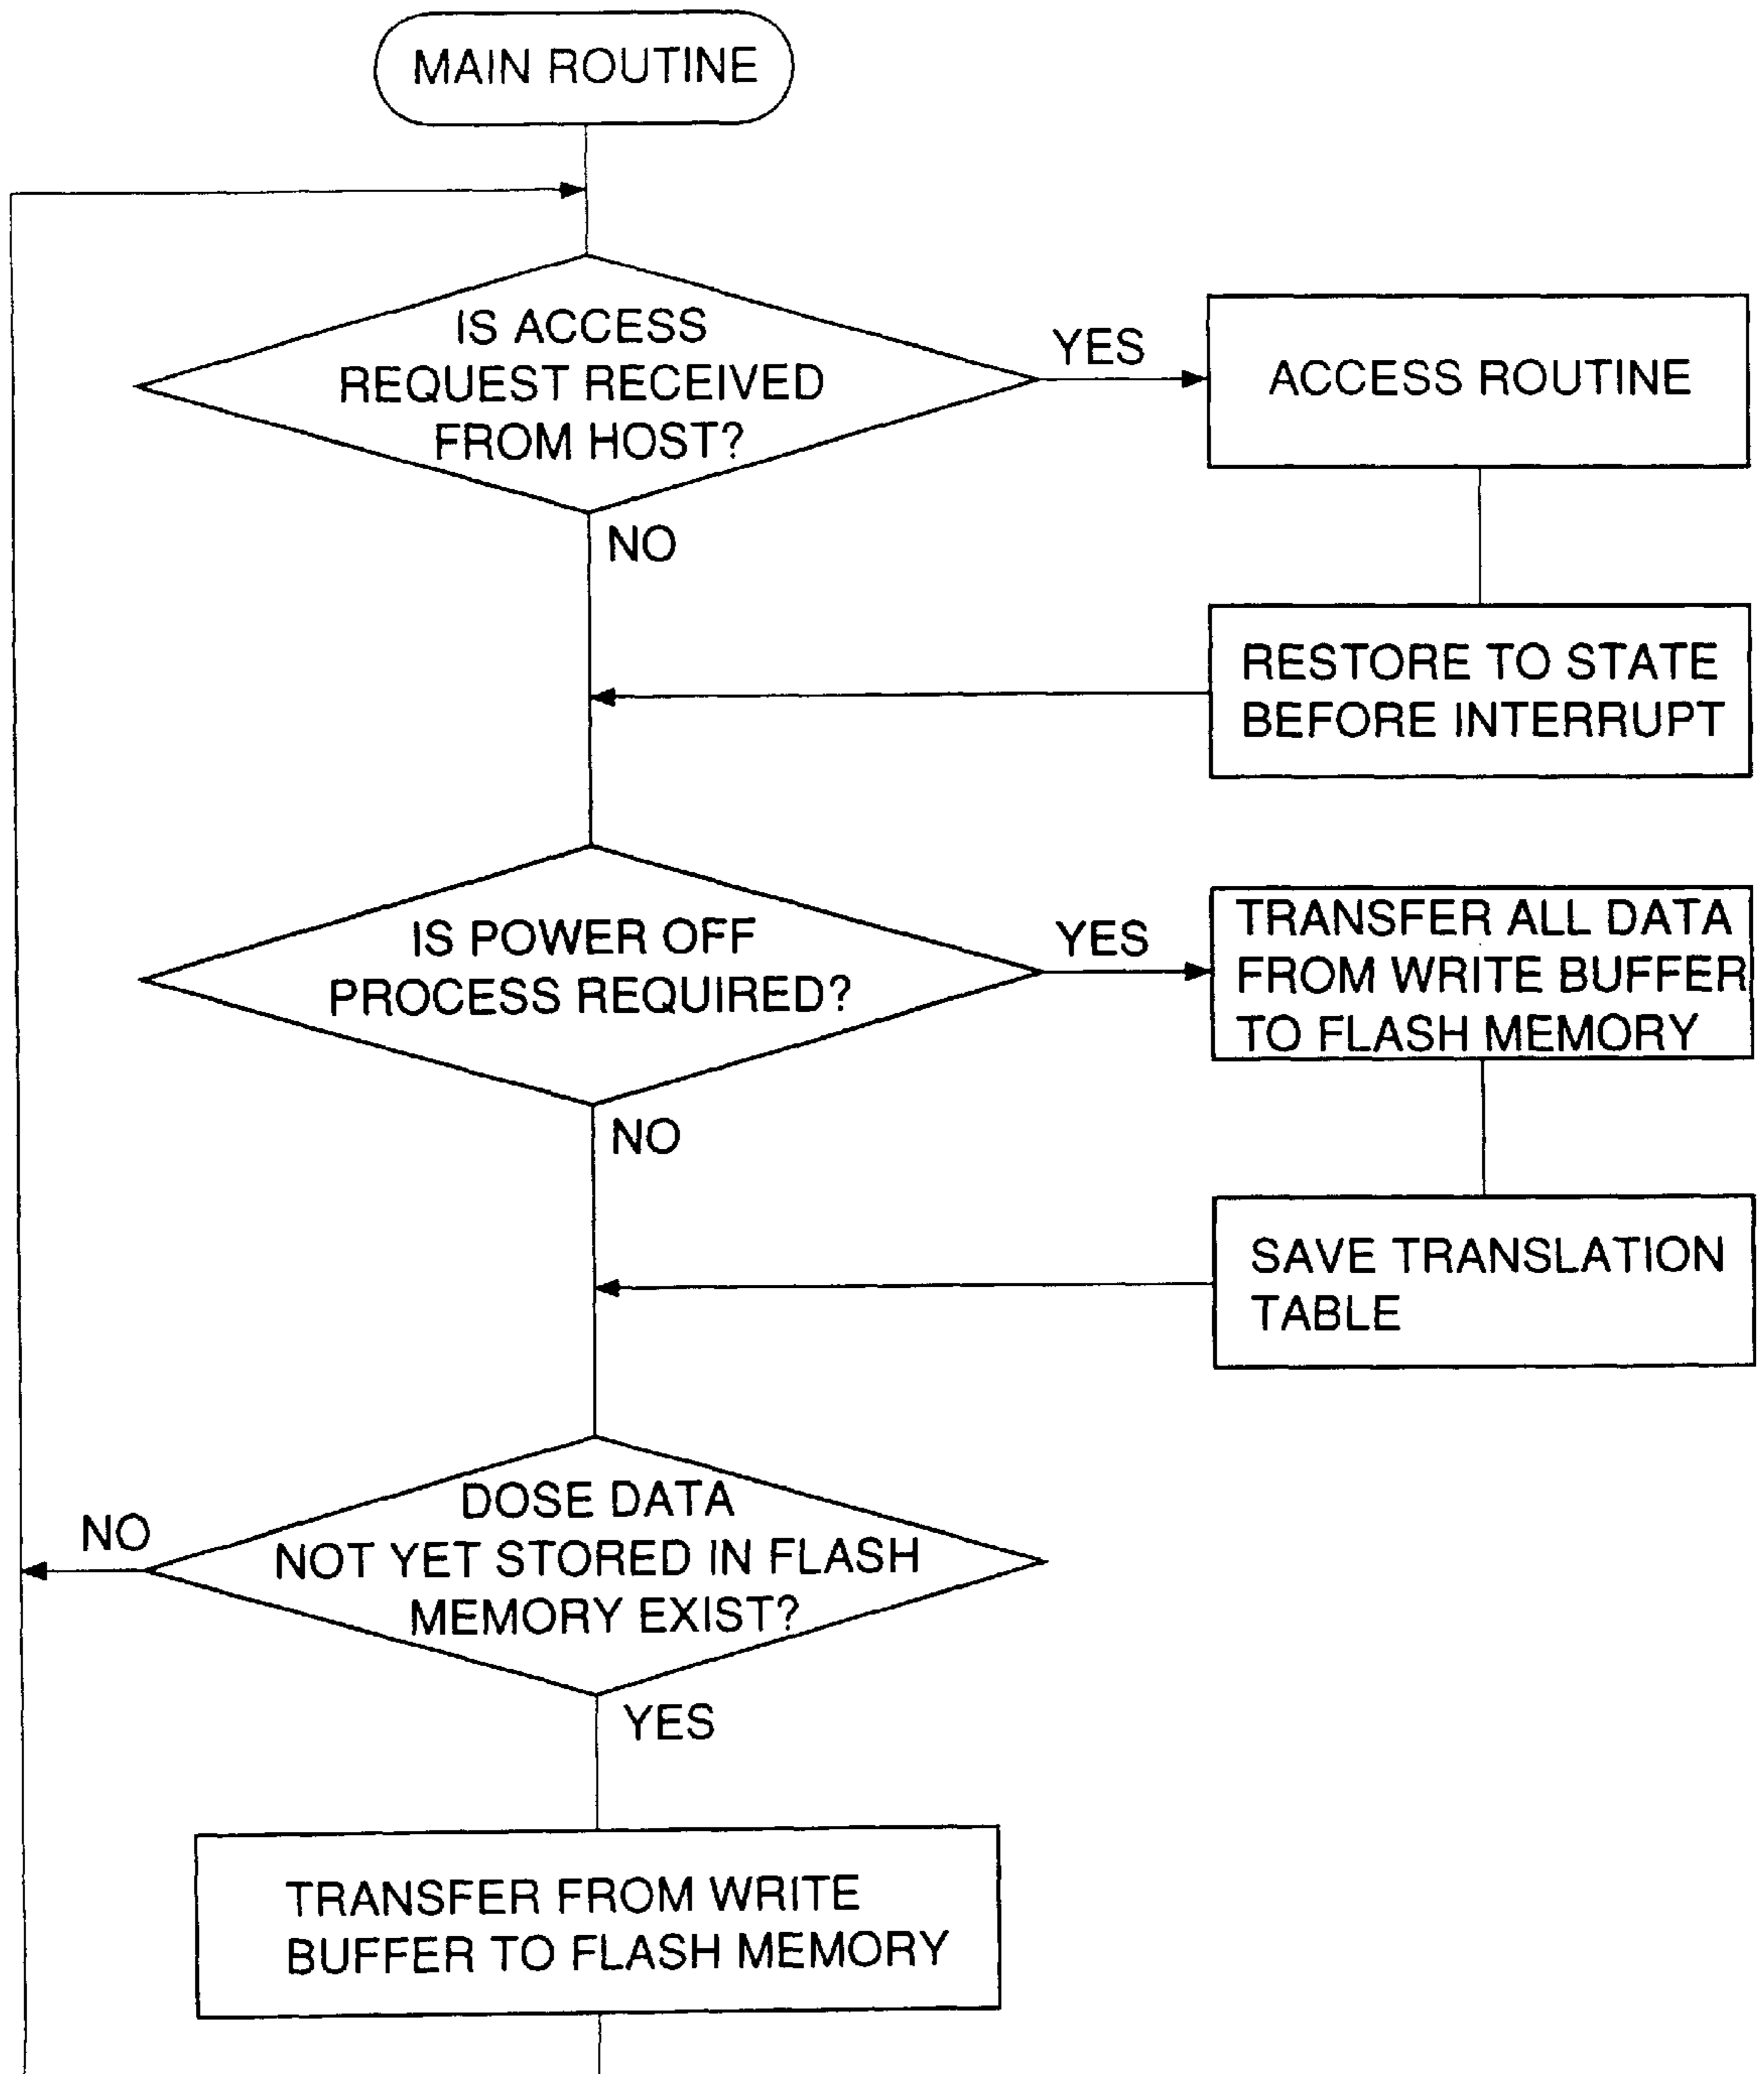 MAIN ROUTINE
IS ACCESS
REQUEST RECEIVED
FROM HOST?
YES
ACCESS ROUTINE
NO
RESTORE TO STATE
BEFORE INTERRUPT
IS POWER OFF
PROCESS REQUIRED?
YES
TRANSFER ALL DATA
FROM WRITE BUFFER
TO FLASH MEMORY
NO
SAVE TRANSLATION
TABLE
DOSE DATA
NOT YET STORED IN FLASH
MEMORY EXIST?
NO
YES
TRANSFER FROM WRITE
BUFFER TO FLASH MEMORY